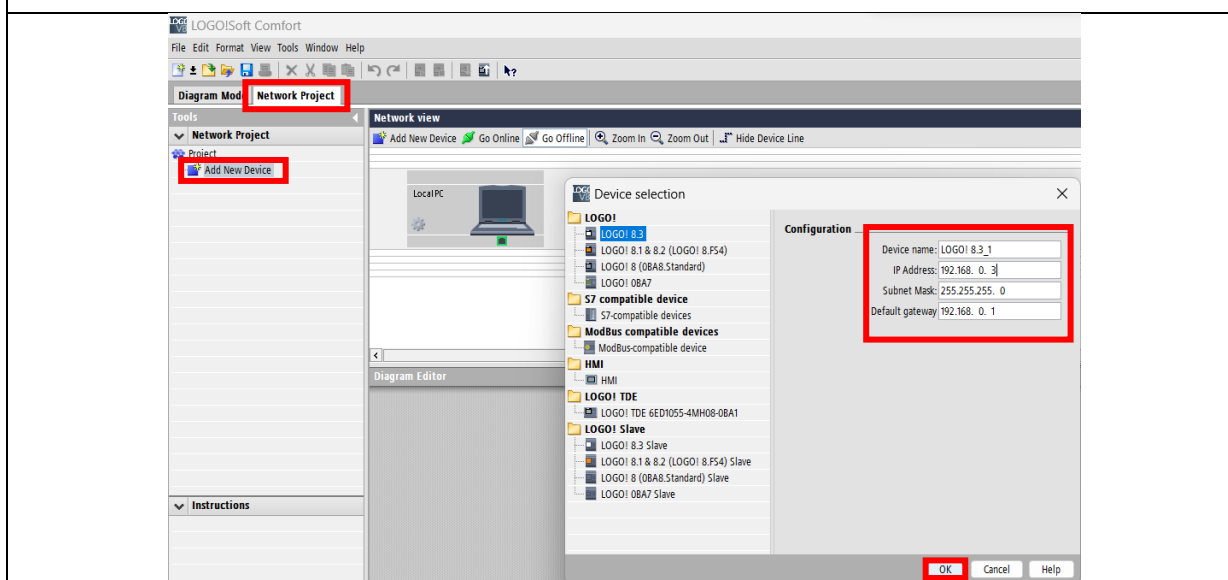 LOGO!Soft Comfort
File Edit Format View Tools Window Help
Diagram Mod Network Project
Tools
Network Project
Project
Add New Device
Instructions
Network view
Add New Device Go Online Go Offline Zoom In Zoom Out Hide Device Line
Local PC
Diagram Editor
Device selection
LOGO!
LOGO! 8.3
LOGO! 8.1 & 8.2 (LOGO! 8.FS4)
LOGO! 8 (0BA8.Standard)
LOGO! 0BA7
S7 compatible device
S7-compatible devices
ModBus compatible devices
ModBus-compatible device
HMI
HMI
LOGO! TDE
LOGO! TDE 6ED1055-4MH08-0BA1
LOGO! Slave
LOGO! 8.3 Slave
LOGO! 8.1 & 8.2 (LOGO! 8.FS4) Slave
LOGO! 8 (0BA8.Standard) Slave
LOGO! 0BA7 Slave
Configuration
Device name: LOGO! 8.3_1
IP Address: 192.168. 0. 3
Subnet Mask: 255.255.255. 0
Default gateway 192.168. 0. 1
OK Cancel Help